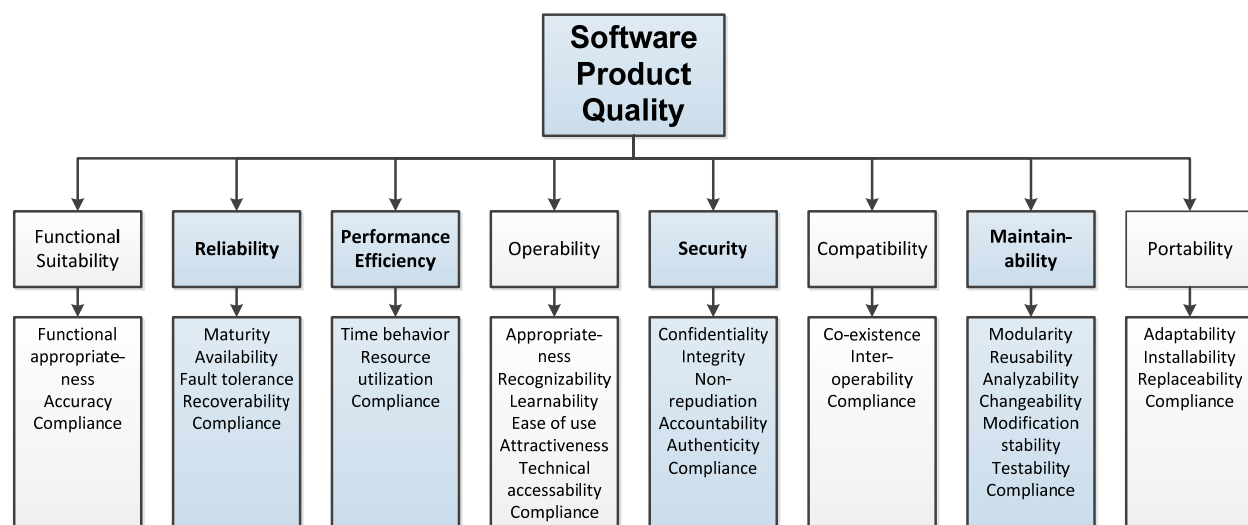 Software
Product
Quality
Functional
Suitability
Reliability
Performance
Efficiency
Operability
Security
Compatibility
Maintain-
ability
Portability
Functional
appropriate–
ness
Accuracy
Compliance
Maturity
Availability
Fault tolerance
Recoverability
Compliance
Time behavior
Resource
utilization
Compliance
Appropriate-
ness
Recognizability
Learnability
Ease of use
Attractiveness
Technical
accessability
Compliance
Confidentiality
Integrity
Non-
repudiation
Accountability
Authenticity
Compliance
Co-existence
Inter-
operability
Compliance
Modularity
Reusability
Analyzability
Changeability
Modification
stability
Testability
Compliance
Adaptability
Installability
Replaceability
Compliance